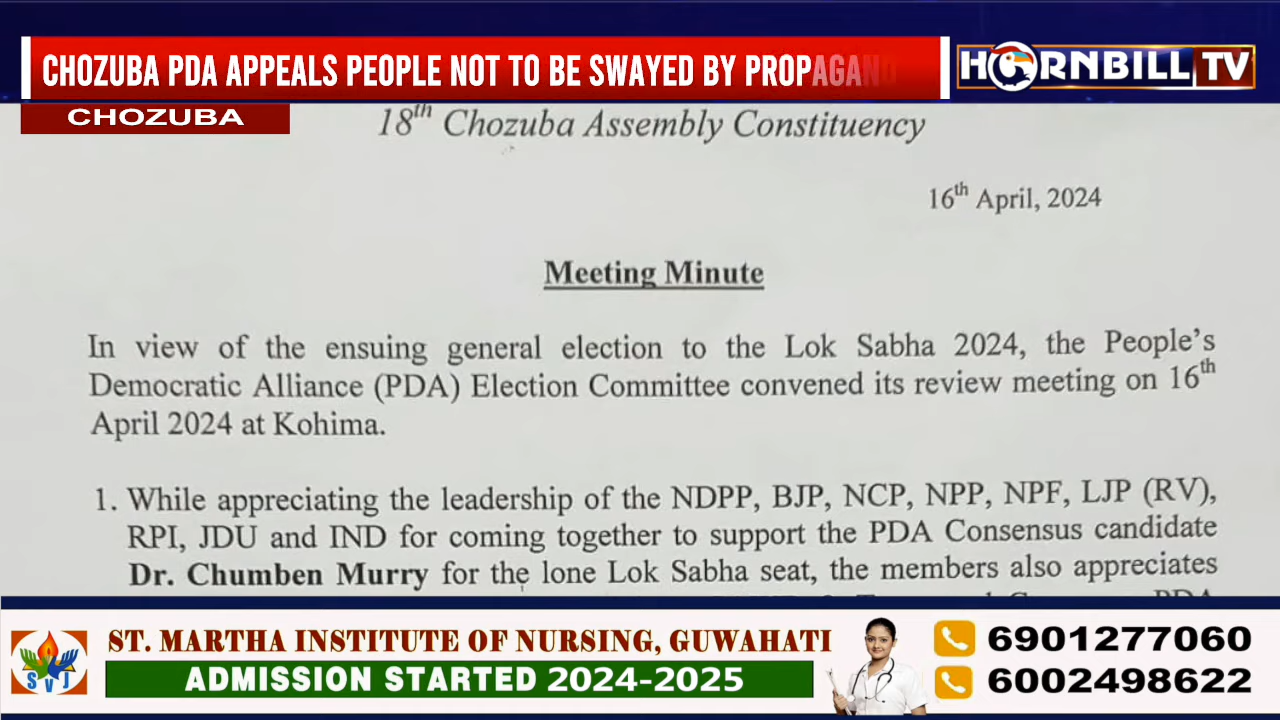 CHOZUBA PDA APPEALS PEOPLE NOT TO BE SWAYED BY PROPAGAN
HORNBILL TV
CHOZUBA
18th Chozuba Assembly Constituency
16th April, 2024
Meeting Minute
In view of the ensuing general election to the Lok Sabha 2024, the People's
Democratic Alliance (PDA) Election Committee convened its review meeting on 16th
April 2024 at Kohima.
1. While appreciating the leadership of the NDPP, BJP, NCP, NPP, NPF, LJP (RV),
RPI, JDU and IND for coming together to support the PDA Consensus candidate
Dr. Chumben Murry for the lone Lok Sabha seat, the members also appreciates
PDA
SVJ
ST. MARTHA INSTITUTE OF NURSING, GUWAHATI
ADMISSION STARTED 2024-2025
6901277060
6002498622